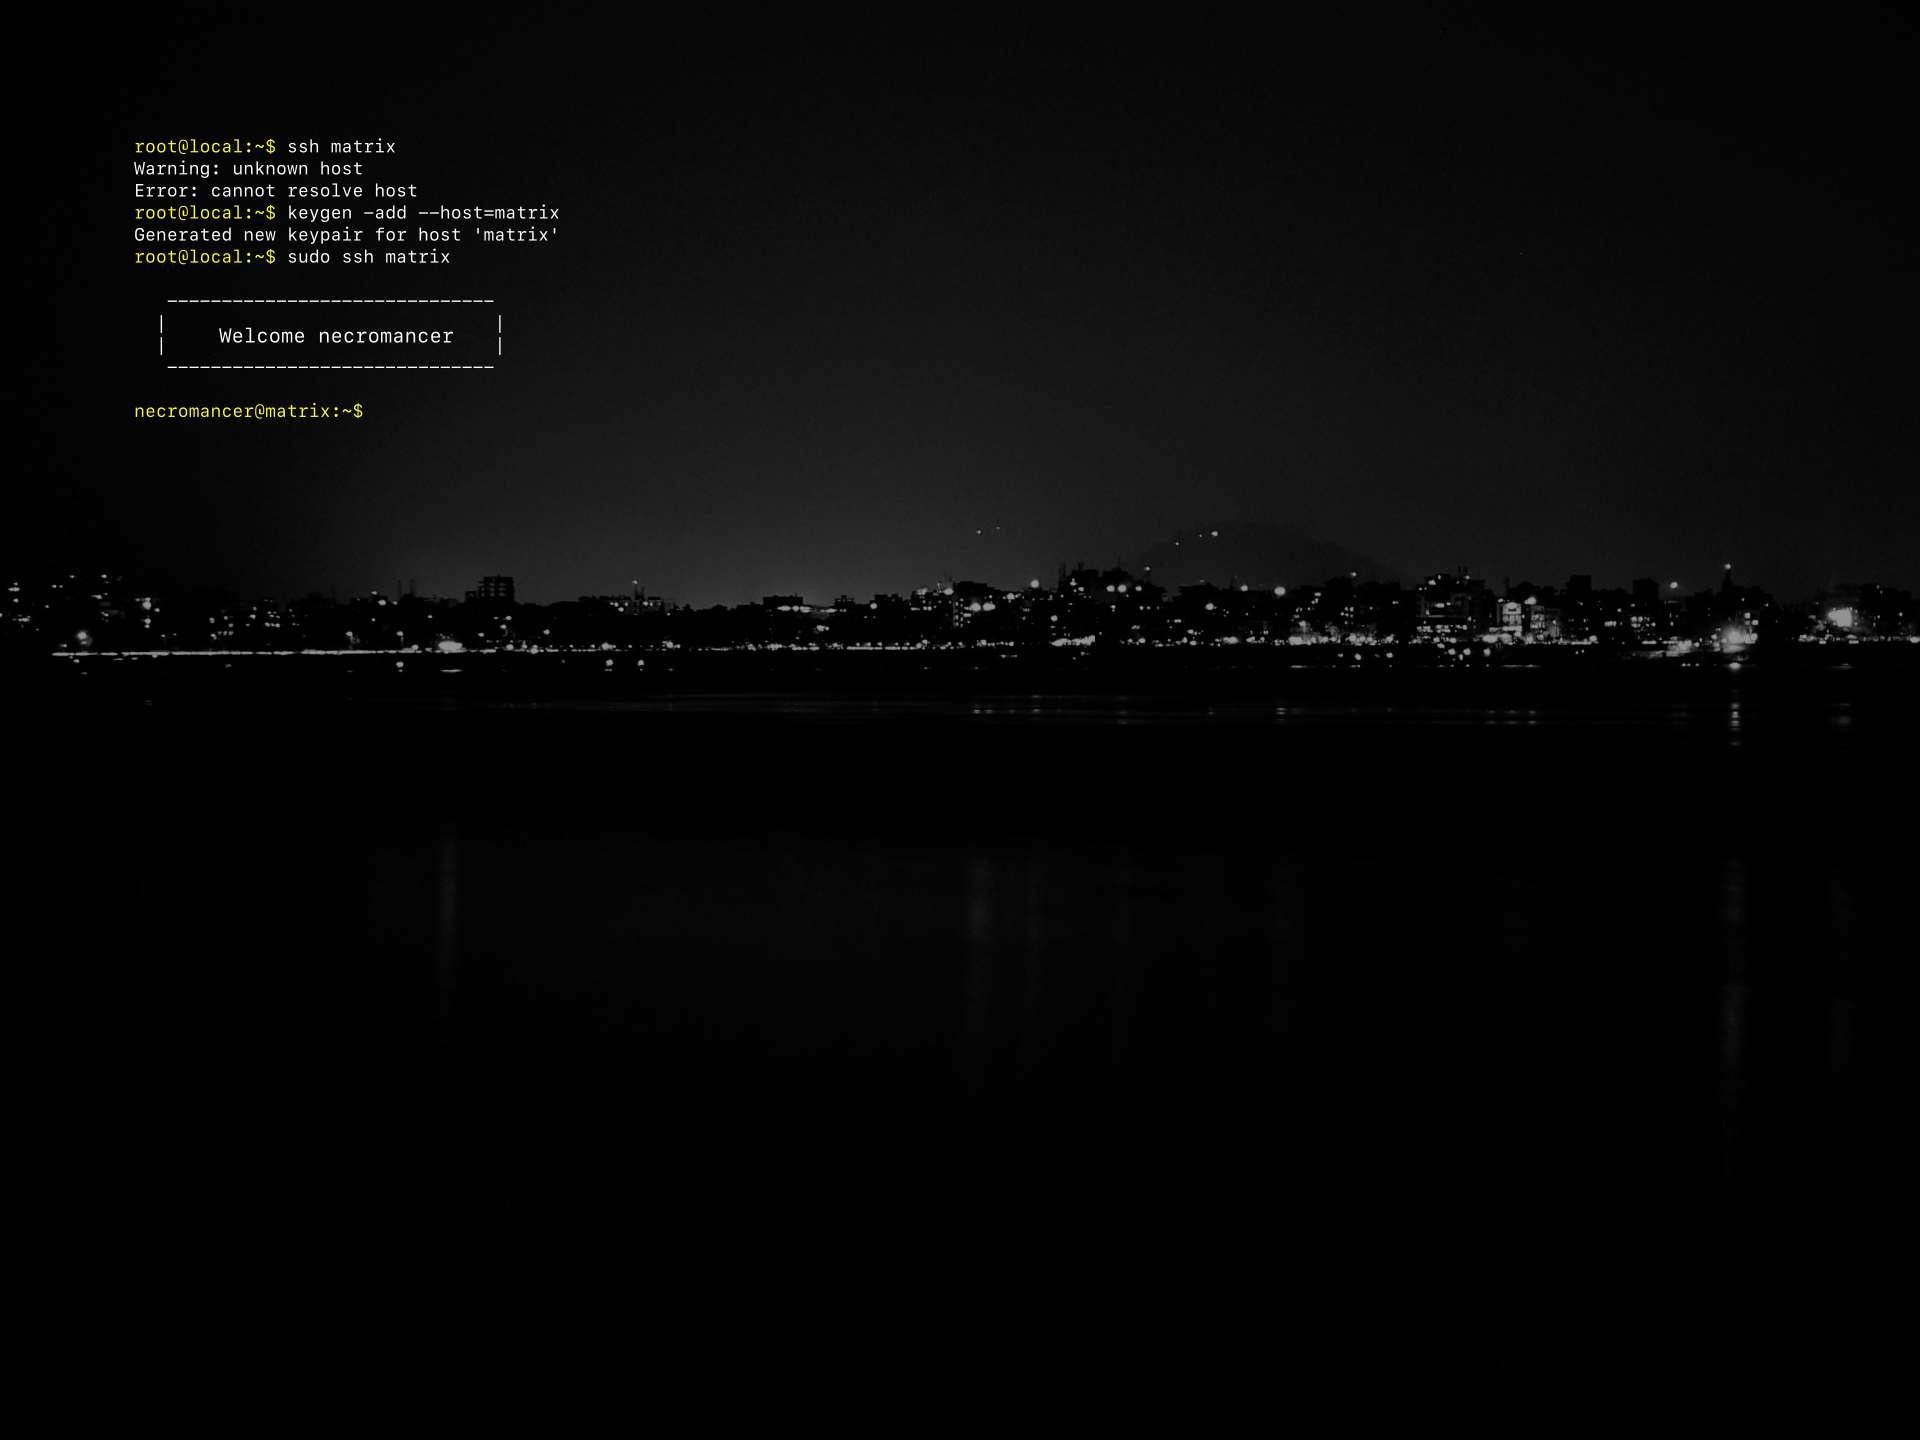 root@local:~$ ssh matrix
Warning: unknown host
Error: cannot resolve host
root@local:~$ keygen -add --host=matrix
Generated new keypair for host 'matrix'
root@local:~$ sudo ssh matrix
Welcome necromancer
necromancer@matrix:~$